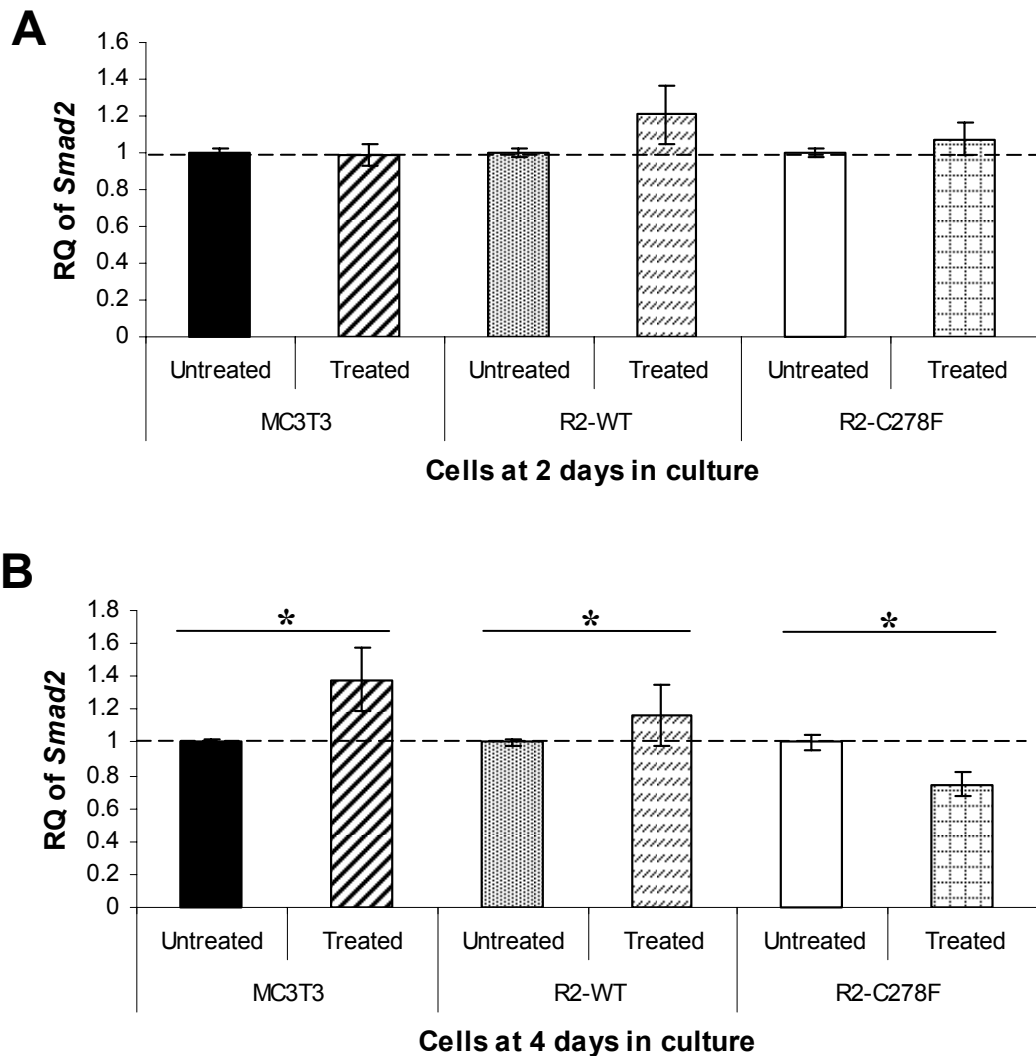 A
RQ of Smad2
1.6
1.4
1.2
1
0.8
0.6
0.4
0.2
0
Untreated Treated Untreated Treated Untreated Treated
MC3T3 R2-WT R2-C278F
Cells at 2 days in culture
B
RQ of Smad2
1.8
1.6
1.4
1.2
1
0.8
0.6
0.4
0.2
0
* * *
Untreated Treated Untreated Treated Untreated Treated
MC3T3 R2-WT R2-C278F
Cells at 4 days in culture